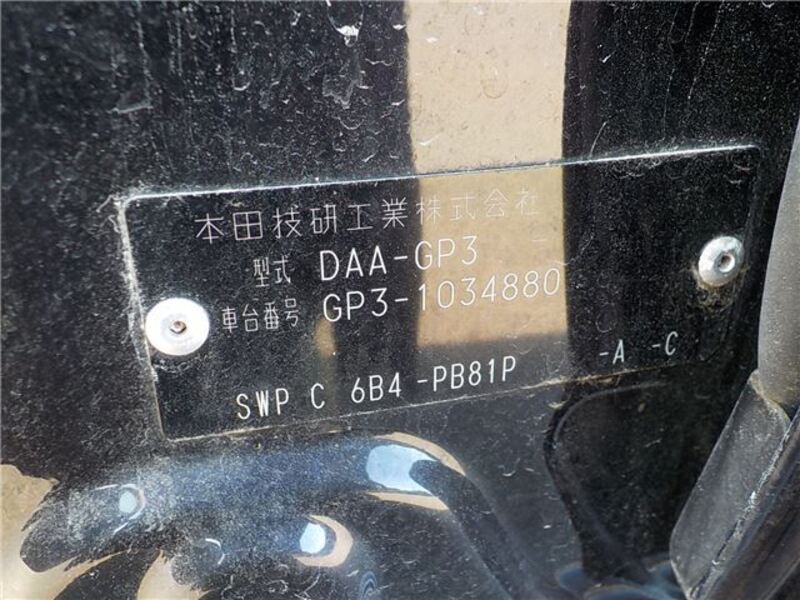 本田技研工業株式会社
型式 DAA-GP3
車台番号 GP3-1034880
SWP C 6B4 -PB81P -A -C